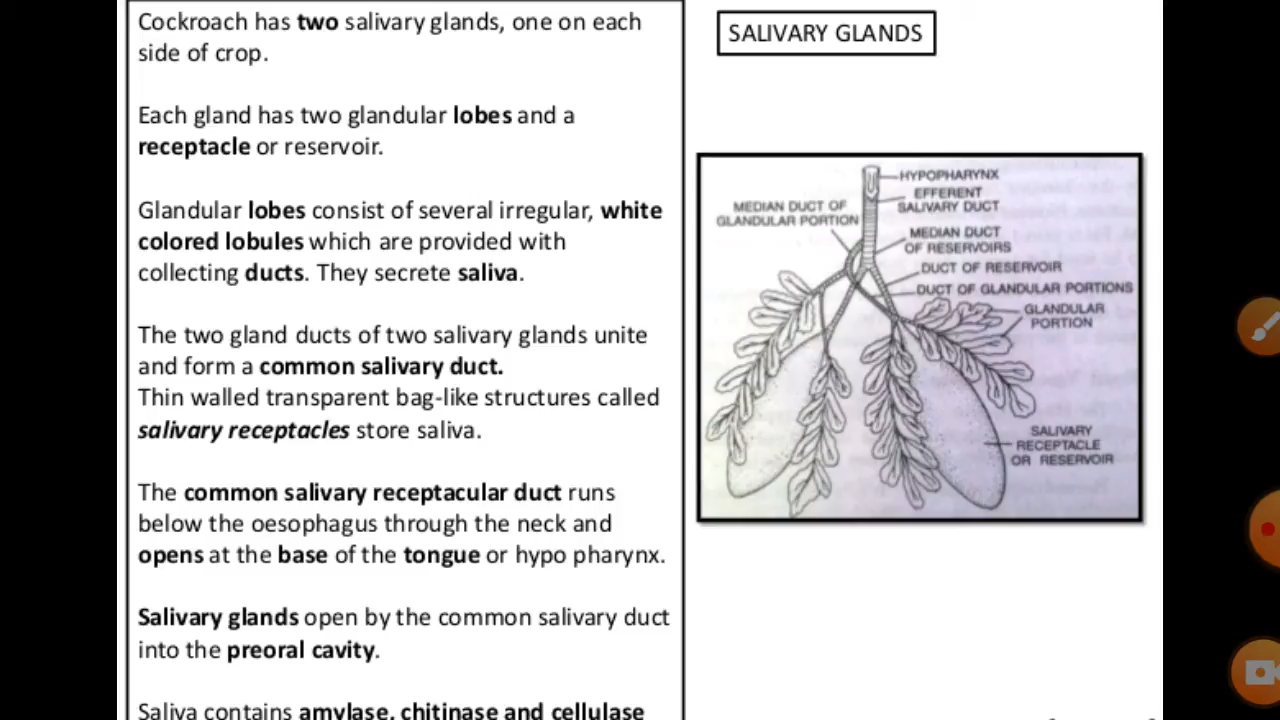 Cockroach has two salivary glands, one on each
side of crop.
Each gland has two glandular lobes and a
receptacle or reservoir.
Glandular lobes consist of several irregular, white
colored lobules which are provided with
collecting ducts. They secrete saliva.
The two gland ducts of two salivary glands unite
and form a common salivary duct.
Thin walled transparent bag-like structures called
salivary receptacles store saliva.
The common salivary receptacular duct runs
below the oesophagus through the neck and
opens at the base of the tongue or hypo pharynx.
Salivary glands open by the common salivary duct
into the preoral cavity.
Saliva contains amylase, chitinase and cellulase
SALIVARY GLANDS
HYPOPHARYNX
EFFERENT
SALIVARY DUCT
MEDIAN DUCT OF
GLANDULAR PORTION
MEDIAN DUCT
OF RESERVOIRS
DUCT OF RESERVOIR
DUCT OF GLANDULAR PORTIONS
GLANDULAR
PORTION
SALIVARY
RECEPTACLE
OR RESERVOIR